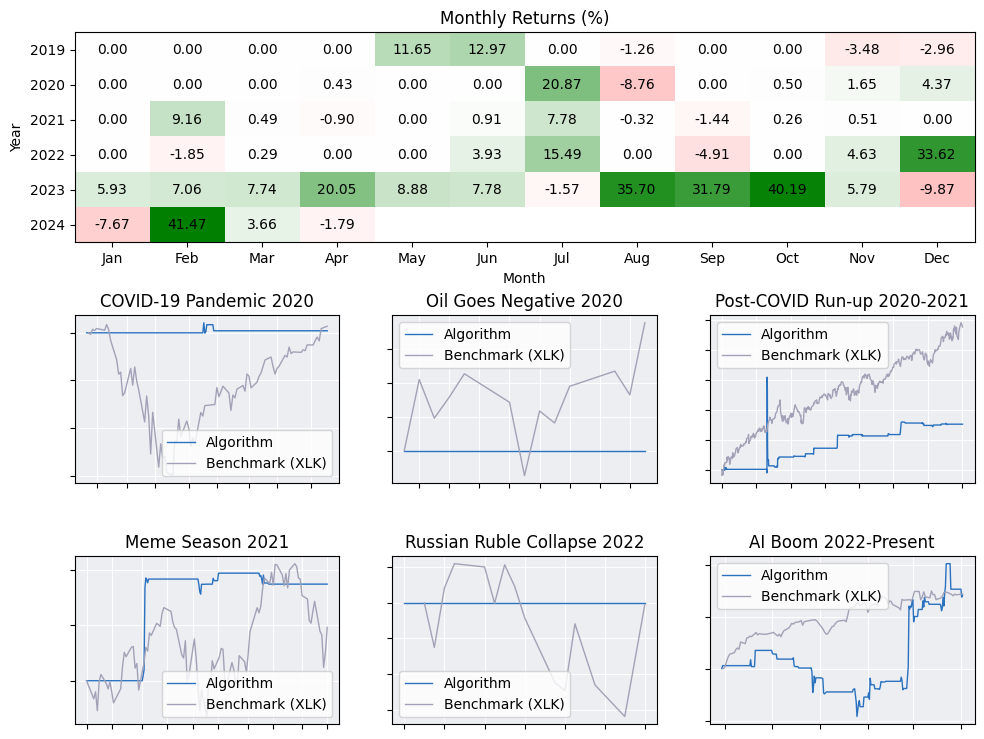 Monthly Returns (%)
Year
2019 0.00 0.00 0.00 0.00 11.65 12.97 0.00 -1.26 0.00 0.00 -3.48 -2.96
2020 0.00 0.00 0.00 0.43 0.00 0.00 20.87 -8.76 0.00 0.50 1.65 4.37
2021 0.00 9.16 0.49 -0.90 0.00 0.91 7.78 -0.32 -1.44 0.26 0.51 0.00
2022 0.00 -1.85 0.29 0.00 0.00 3.93 15.49 0.00 -4.91 0.00 4.63 33.62
2023 5.93 7.06 7.74 20.05 8.88 7.78 -1.57 35.70 31.79 40.19 5.79 -9.87
2024 -7.67 41.47 3.66 -1.79
Jan Feb Mar Apr May Jun Jul Aug Sep Oct Nov Dec
Month
COVID-19 Pandemic 2020
Algorithm
Benchmark (XLK)
Oil Goes Negative 2020
Algorithm
Benchmark (XLK)
Post-COVID Run-up 2020-2021
Algorithm
Benchmark (XLK)
Meme Season 2021
Algorithm
Benchmark (XLK)
Russian Ruble Collapse 2022
Algorithm
Benchmark (XLK)
AI Boom 2022-Present
Algorithm
Benchmark (XLK)